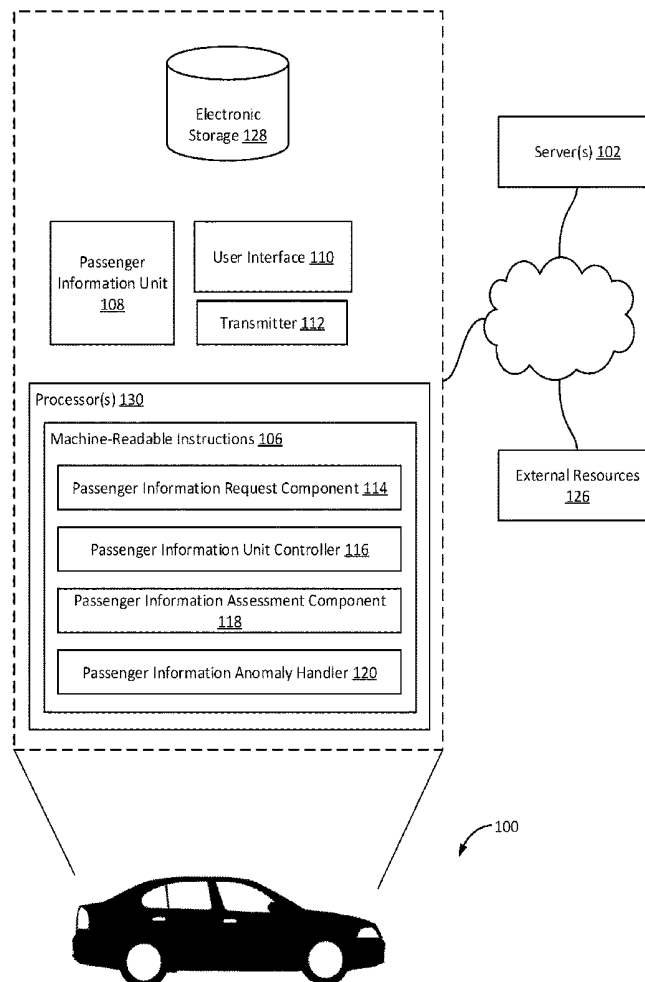 Electronic
Storage 128
Server(s) 102
Passenger
Information Unit
108
User Interface 110
Transmitter 112
Processor(s) 130
Machine-Readable Instructions 106
External Resources
126
Passenger Information Request Component 114
Passenger Information Unit Controller 116
Passenger Information Assessment Component
118
Passenger Information Anomaly Handler 120
100